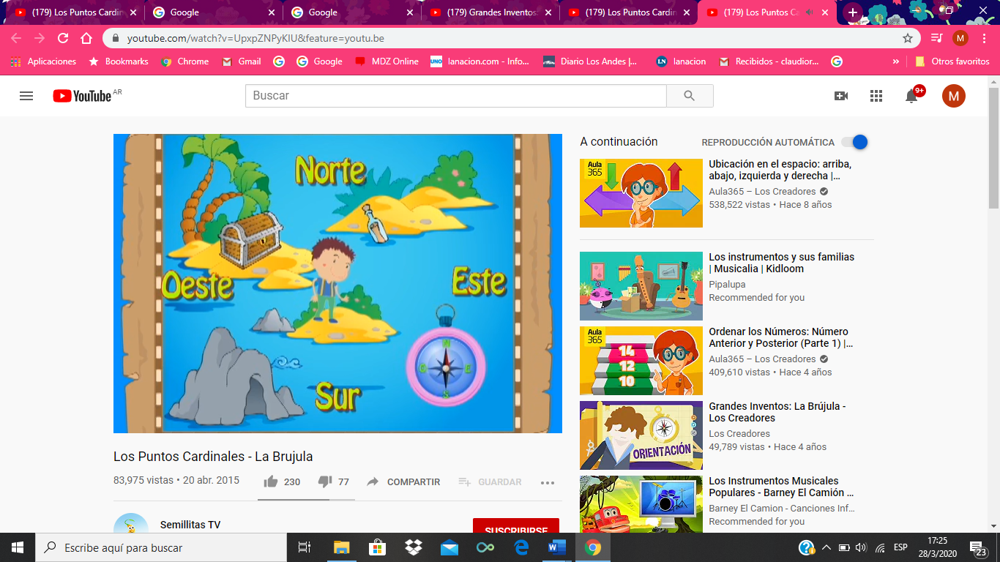 (179) Los Puntos Cardin
Google
Google
(179) Grandes Inventos:
(179) Los Puntos Cardin
(179) Los Puntos Ca
youtube.com/watch?v=UpxpZNPyKIU&feature=youtu.be
M
Aplicaciones
Bookmarks
Chrome
Gmail
Google
MDZ Online
UNO
lanacion.com - Info...
Diario Los Andes |...
LN
lanacion
Recibidos - claudior...
»
Otros favoritos
YouTube AR
Buscar
9+
M
Norte
Oeste
Este
Sur
N
E
S
O
A continuación
REPRODUCCIÓN AUTOMÁTICA
Aula
365
Ubicación en el espacio: arriba,
abajo, izquierda y derecha |...
Aula365 – Los Creadores
538,522 vistas • Hace 8 años
Los instrumentos y sus familias
| Musicalia | Kidloom
Pipalupa
Recommended for you
Aula
365
14
12
10
Ordenar los Números: Número
Anterior y Posterior (Parte 1) |...
Aula365 – Los Creadores
409,610 vistas • Hace 4 años
ORIENTACIÓN
Grandes Inventos: La Brújula -
Los Creadores
Los Creadores
49,789 vistas • Hace 4 años
Los Instrumentos Musicales
Populares - Barney El Camión ...
Barney El Camion - Canciones Inf...
Recommended for you
Los Puntos Cardinales - La Brujula
83,975 vistas • 20 abr. 2015
230
77
COMPARTIR
GUARDAR
Semillitas TV
SUSCRIBIRSE
Escribe aquí para buscar
ESP
17:25
28/3/2020
23